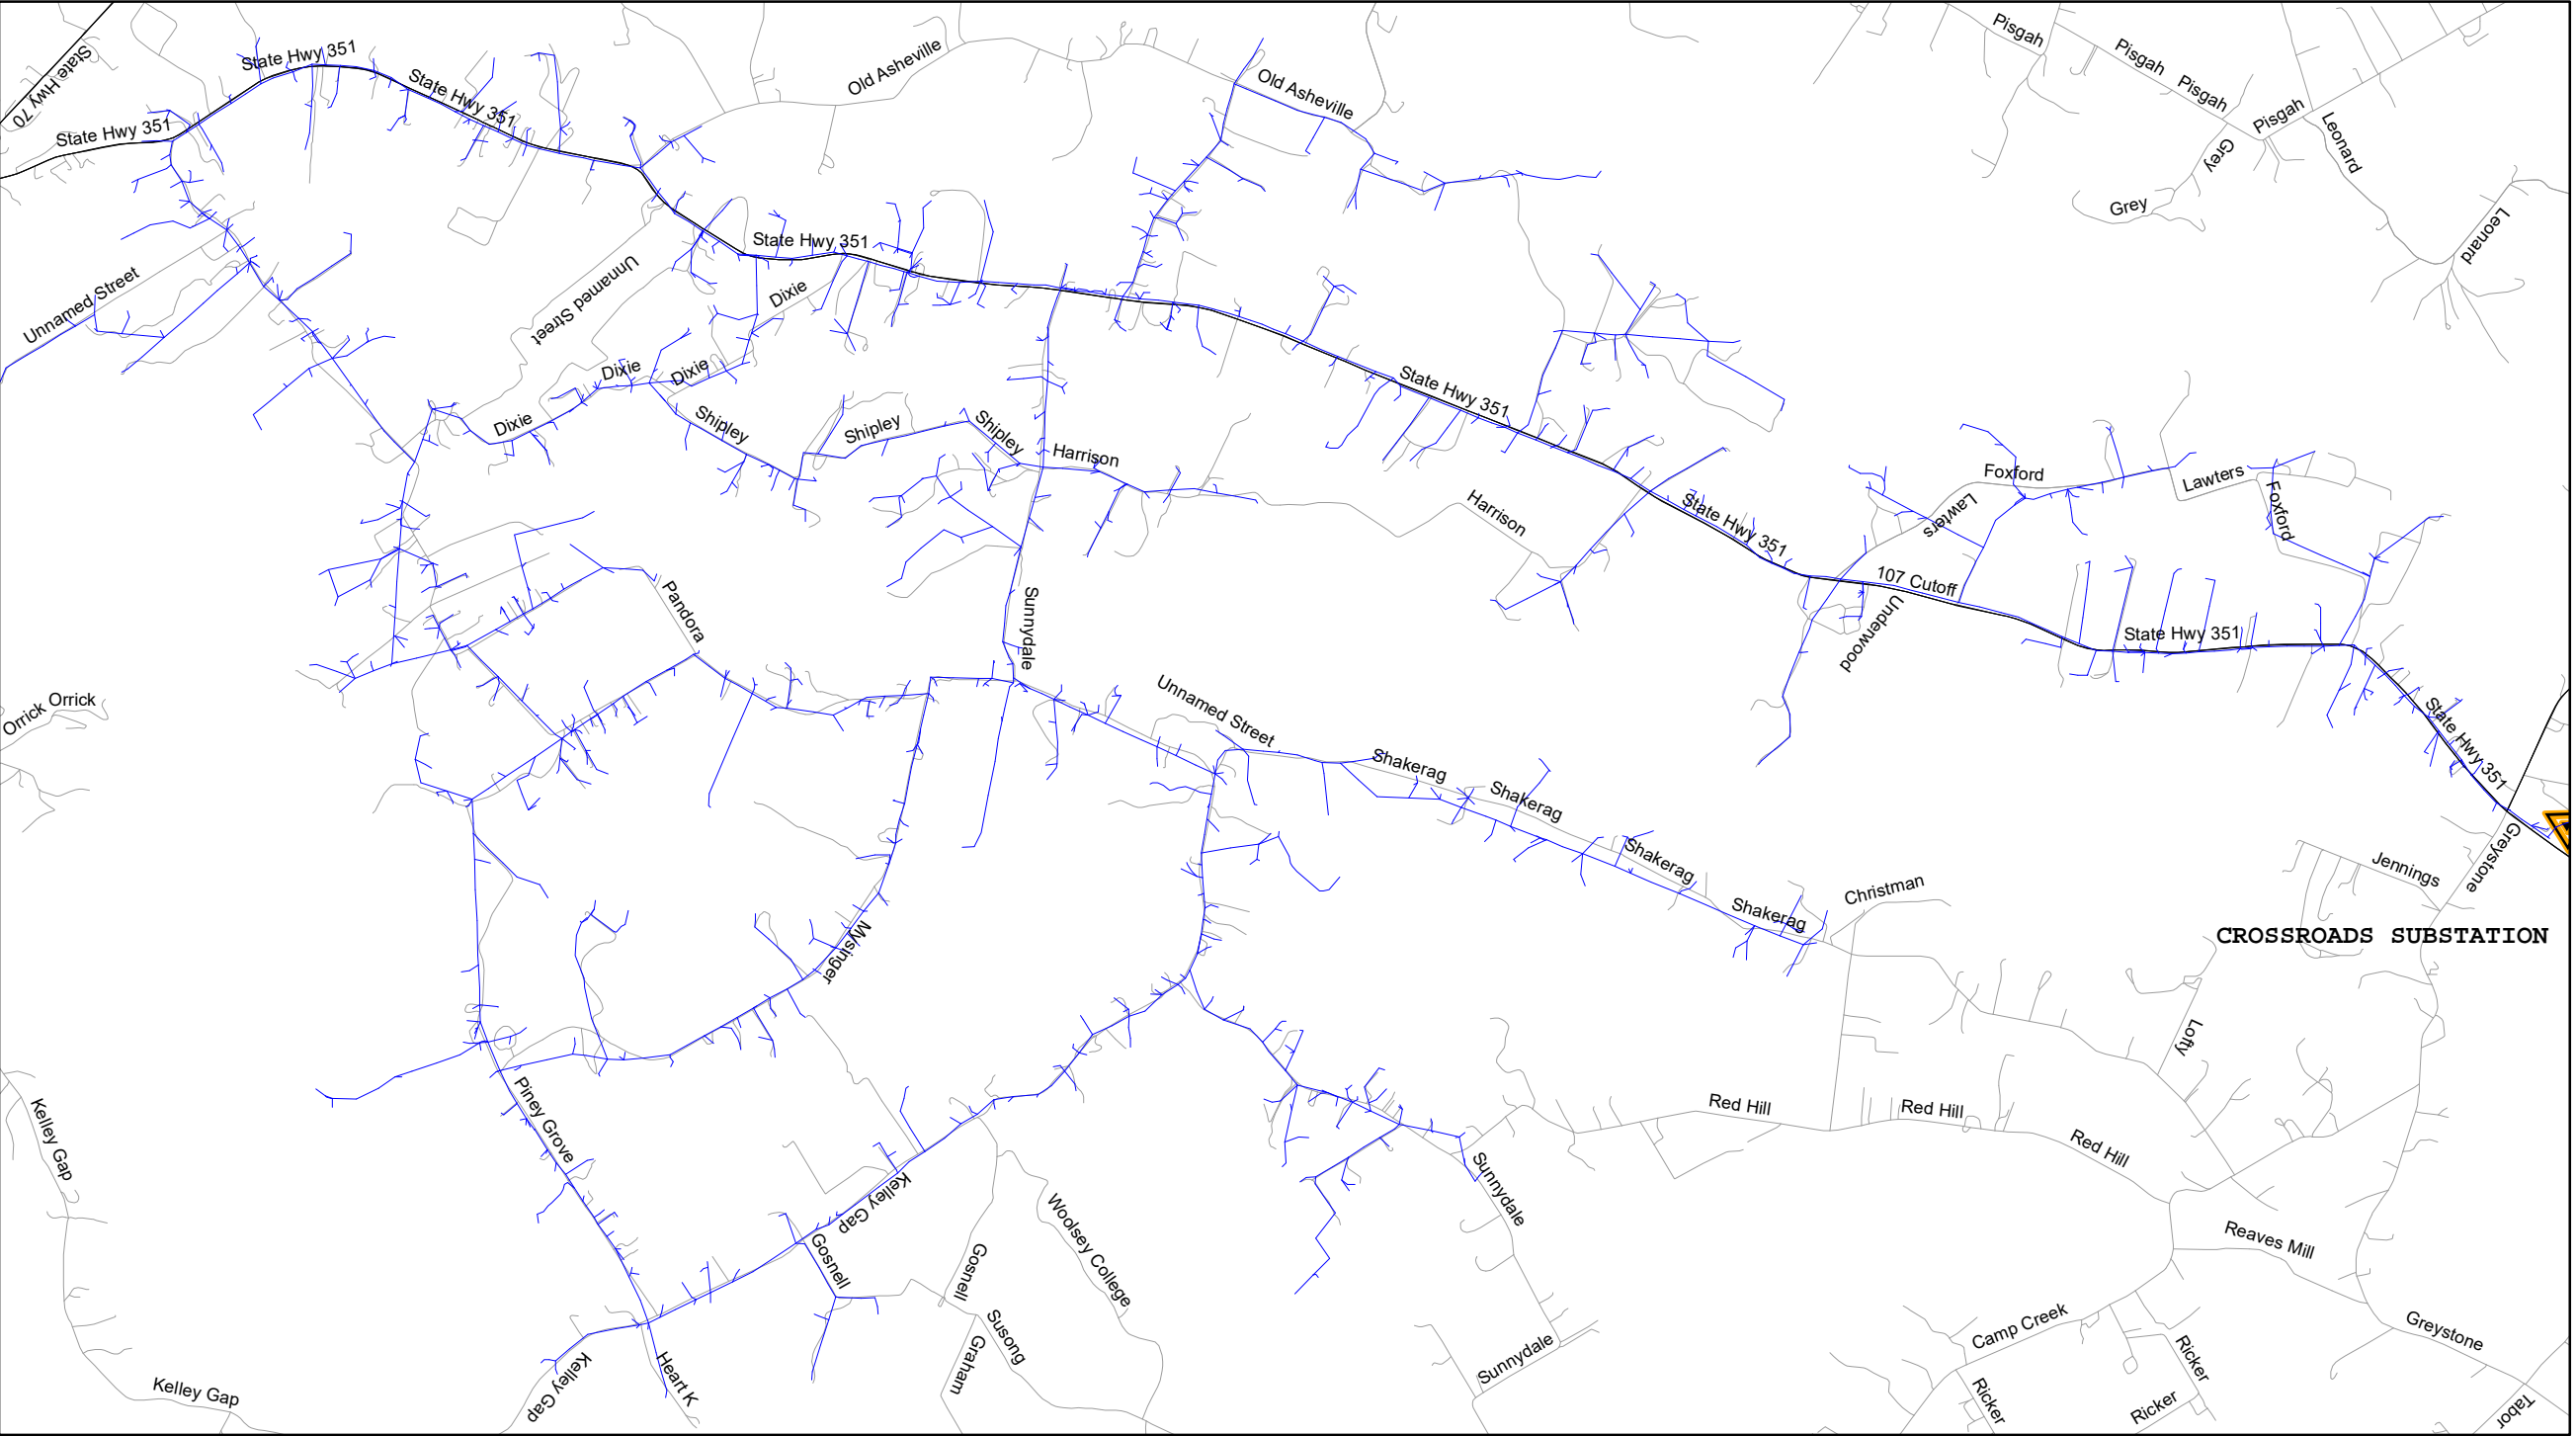 State Hwy 70
State Hwy 351
State Hwy 351
State Hwy 351
Old Asheville
Old Asheville
Pisgah
Pisgah
Pisgah
Pisgah
Leonard
Grey
Grey
Leonard
Unnamed Street
Unnamed Street
State Hwy 351
Dixie
Dixie
Dixie
Dixie
Shipley
Shipley
Shipley
Harrison
State Hwy 351
Harrison
State Hwy 351
Foxford
Lawters
Lawters
Foxford
107 Cutoff
Underwood
State Hwy 351
State Hwy 351
Pandora
Sunnydale
Orrick
Orrick
Unnamed Street
Shakerag
Shakerag
Shakerag
Shakerag
Christman
Jennings
Greystone
CROSSROADS SUBSTATION
Mysinger
Lofty
Piney Grove
Kelley Gap
Red Hill
Red Hill
Red Hill
Sunnydale
Kelley Gap
Woolsey College
Gosnell
Gosnell
Reaves Mill
Susong
Graham
Camp Creek
Greystone
Sunnydale
Ricker
Ricker
Ricker
Heart K
Kelley Gap
Kelley Gap
Tabor